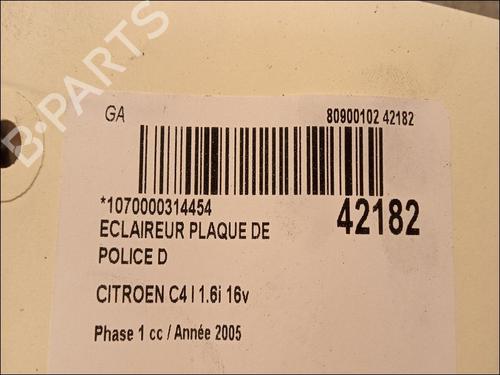 GA 80900102 42182
*1070000314454
42182
ECLAIREUR PLAQUE DE
POLICE D
CITROEN C4 I 1.6i 16v
Phase 1 cc / Année 2005
B-PARTS